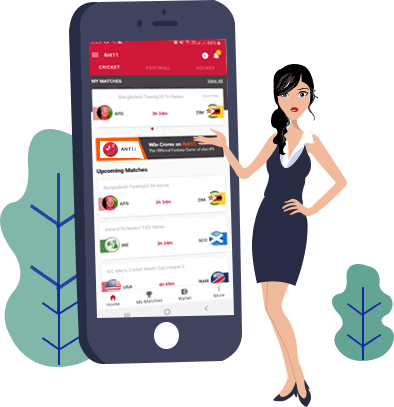 Ant11
CRICKET FOOTBALL HOCKEY
MY MATCHES View All
Bangladesh Twenty20 Tri-Series
AFG 3h 34m ZIM
ANT11 Win Crores on Ant11
The Official Fantasy Game of
Upcoming Matches
Bangladesh Twenty20 Tri-Series
AFG 3h 34m ZIM
Ireland Tri-Nation T20I Series
IRE 3h 34m SCO
ICC Men's Cricket World Cup League 2
USA 4h 49m NAM
Home My Matches Wallet More